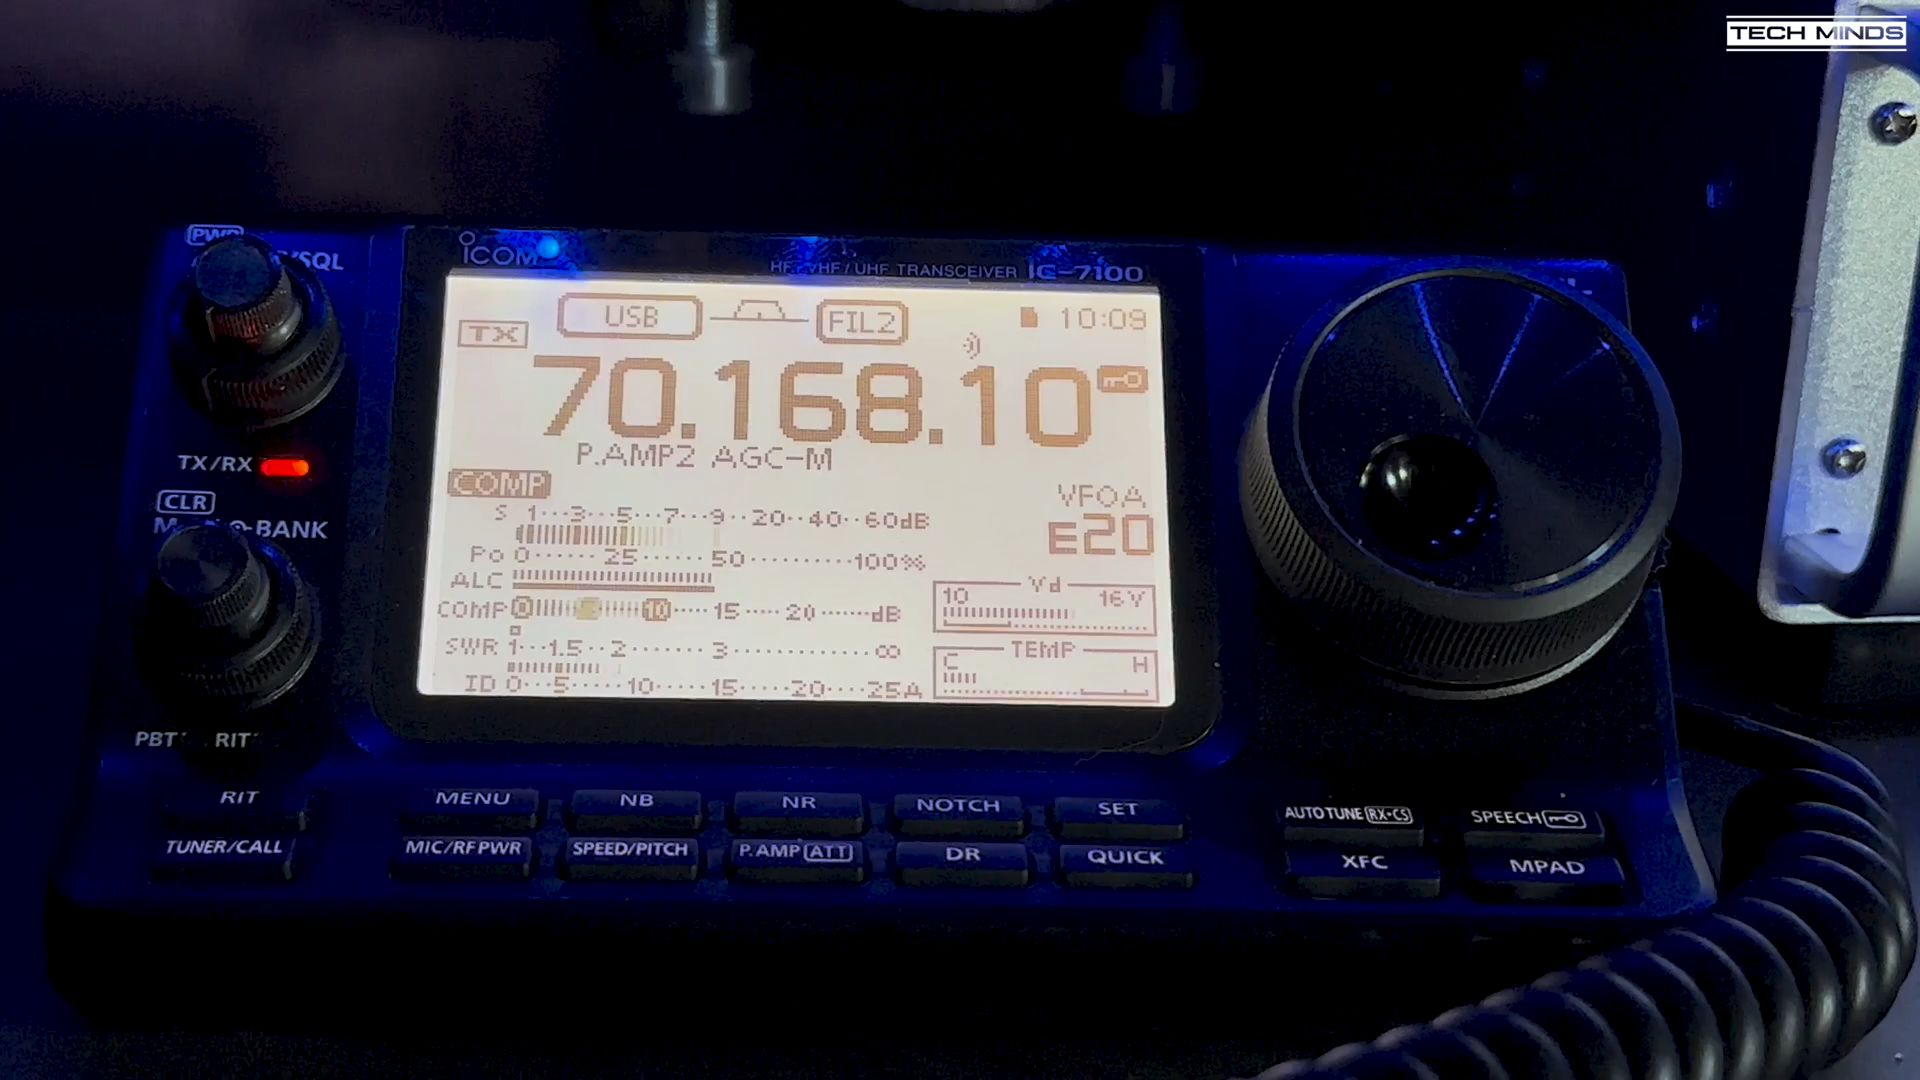 TECH MINDS
PWR
/SQL
ICOM
HF/VHF/UHF TRANSCEIVER IC-7100
TX
USB
FIL2
10:09
70.168.10
P.AMP2 AGC-M
COMP
VFOA
E20
S 1···3···5···7···9··20··40··60dB
Po 0······25······50·········100%
ALC
COMP 0 10····15····20······dB
SWR 1···1.5···2·······3············∞
ID 0···5·····10·····15·····20····25A
Vd
10 16V
TEMP
C H
TX/RX
CLR
BANK
PBT RIT
RIT
TUNER/CALL
MENU
NB
NR
NOTCH
SET
AUTOTUNE RX•CS
SPEECH
MIC/RF PWR
SPEED/PITCH
P.AMP ATT
DR
QUICK
XFC
MPAD